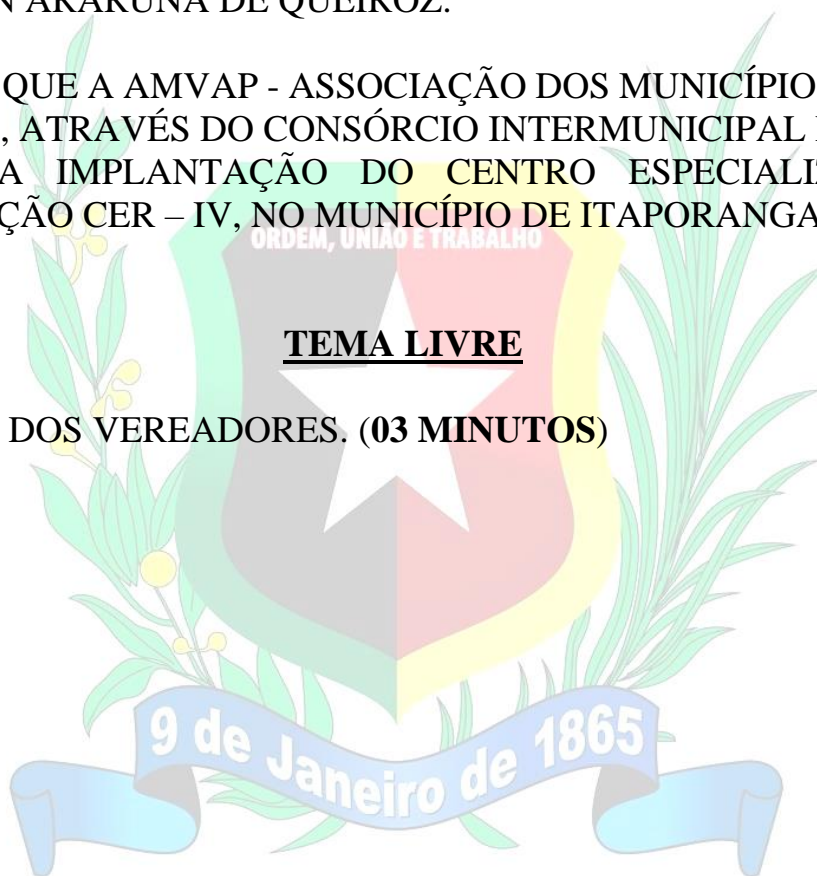 ARARUNA DE QUEIROZ.
QUE A AMVAP - ASSOCIAÇÃO DOS MUNICÍPIO
, ATRAVÉS DO CONSÓRCIO INTERMUNICIPAL
A IMPLANTAÇÃO DO CENTRO ESPECIALI
ÇÃO CER – IV, NO MUNICÍPIO DE ITAPORANGA
ORDEM, UNIÃO E TRABALHO
TEMA LIVRE
DOS VEREADORES. (03 MINUTOS)
9 de Janeiro de 1865